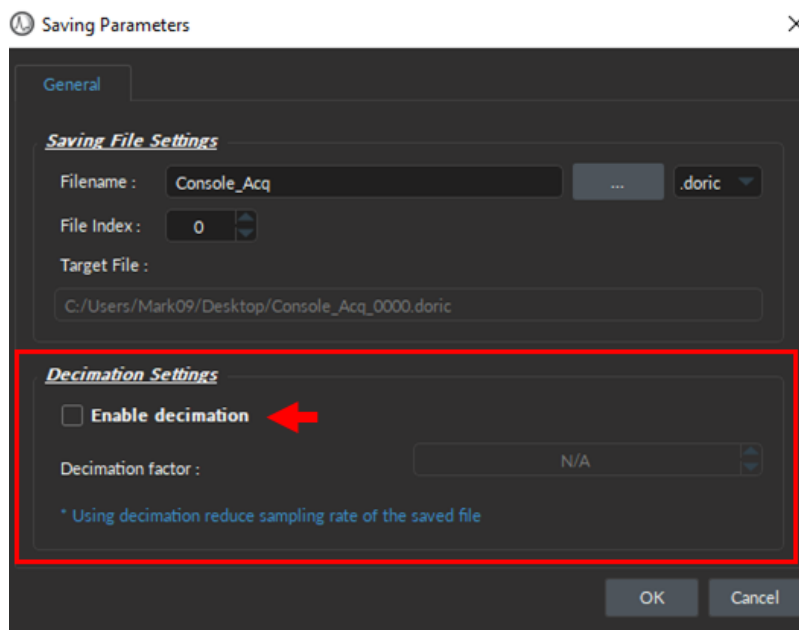 Saving Parameters
General
Saving File Settings
Filename : Console_Acq ... .doric
File Index : 0
Target File :
C:/Users/Mark09/Desktop/Console_Acq_0000.doric
Decimation Settings
Enable decimation
Decimation factor : N/A
* Using decimation reduce sampling rate of the saved file
OK Cancel